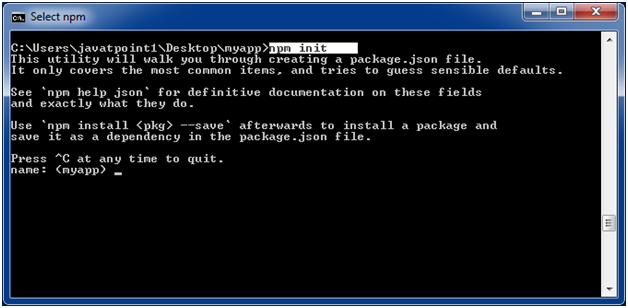 Select npm
C:\Users\javatpoint1\Desktop\myapp>npm init
This utility will walk you through creating a package.json file.
It only covers the most common items, and tries to guess sensible defaults.
See `npm help json` for definitive documentation on these fields
and exactly what they do.
Use `npm install <pkg> --save` afterwards to install a package and
save it as a dependency in the package.json file.
Press ^C at any time to quit.
name: (myapp) _